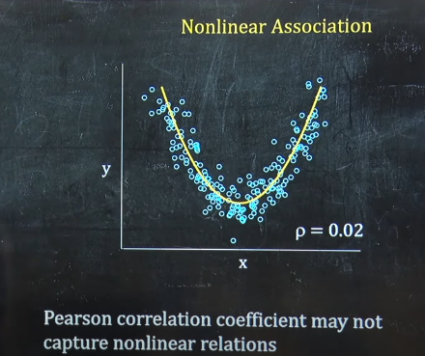 Nonlinear Association
y
ρ = 0.02
x
Pearson correlation coefficient may not
capture nonlinear relations